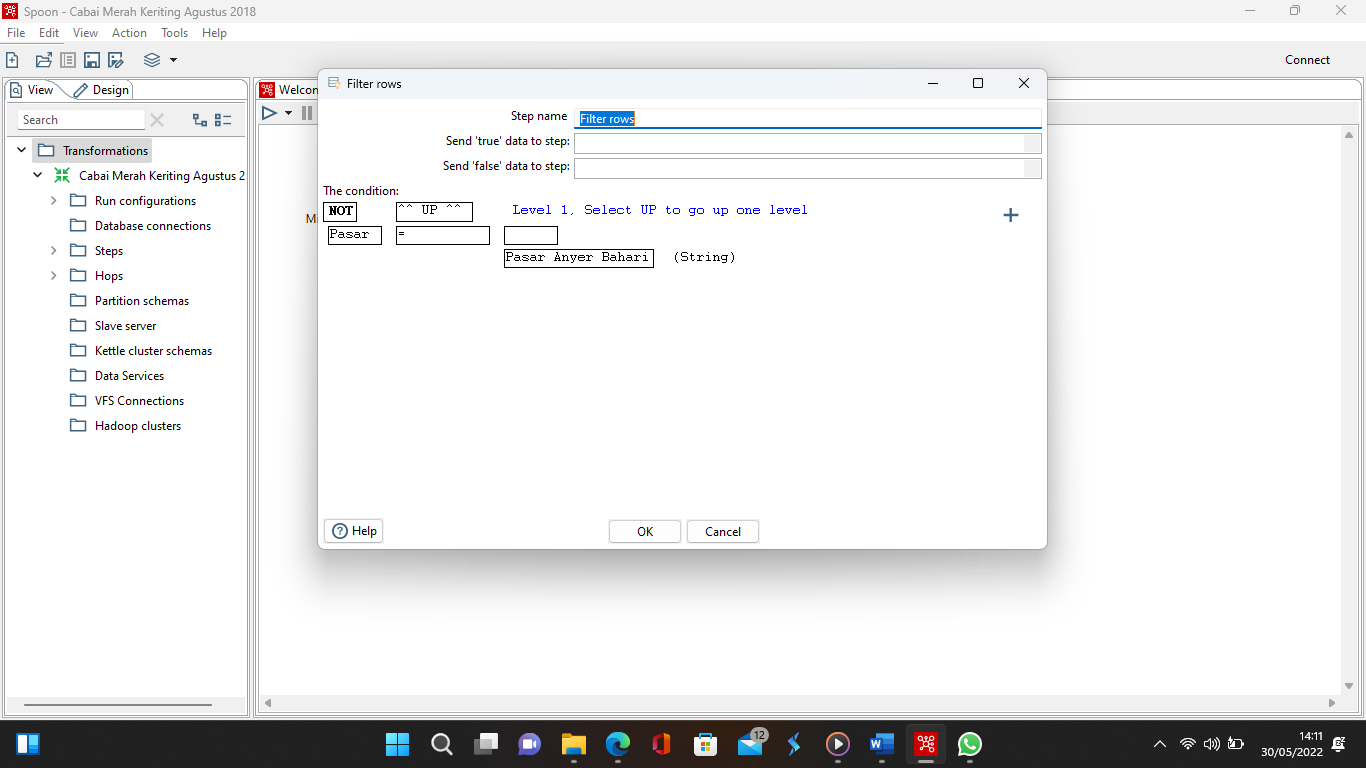 Spoon - Cabai Merah Keriting Agustus 2018
File Edit View Action Tools Help
Connect
View Design
Welcon
Search
Transformations
Cabai Merah Keriting Agustus 2
Run configurations
Database connections
Steps
Hops
Partition schemas
Slave server
Kettle cluster schemas
Data Services
VFS Connections
Hadoop clusters
Mi
Filter rows
Step name Filter rows
Send 'true' data to step:
Send 'false' data to step:
The condition:
NOT ^^ UP ^^ Level 1, Select UP to go up one level
Pasar =
Pasar Anyer Bahari (String)
Help OK Cancel
12
14:11
30/05/2022